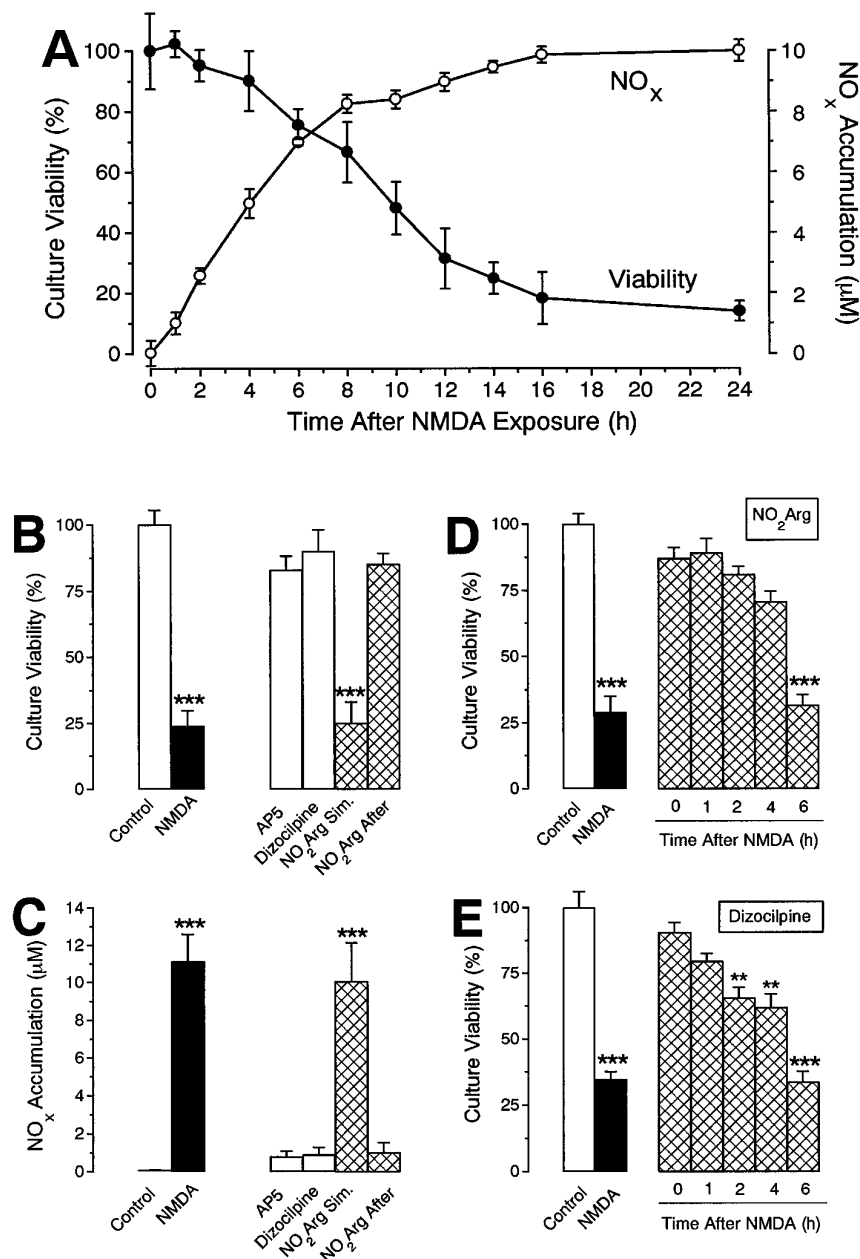 A
Culture Viability (%)
100
80
60
40
20
0
NOx
Viability
10
8
6
4
2
0
NOx Accumulation (μM)
0 2 4 6 8 10 12 14 16 18 20 22 24
Time After NMDA Exposure (h)
B
Culture Viability (%)
100
75
50
25
0
***
***
Control
NMDA
AP5
Dizocilpine
NO2Arg Sim.
NO2Arg After
D
NO2Arg
Culture Viability (%)
100
75
50
25
0
***
***
Control
NMDA
0 1 2 4 6
Time After NMDA (h)
C
NOx Accumulation (μM)
14
12
10
8
6
4
2
0
***
***
Control
NMDA
AP5
Dizocilpine
NO2Arg Sim.
NO2Arg After
E
Dizocilpine
Culture Viability (%)
100
75
50
25
0
***
**
**
***
Control
NMDA
0 1 2 4 6
Time After NMDA (h)